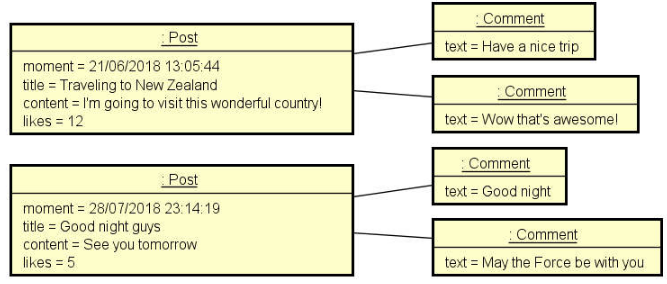 : Post
moment = 21/06/2018 13:05:44
title = Traveling to New Zealand
content = I'm going to visit this wonderful country!
likes = 12
: Comment
text = Have a nice trip
: Comment
text = Wow that's awesome!
: Post
moment = 28/07/2018 23:14:19
title = Good night guys
content = See you tomorrow
likes = 5
: Comment
text = Good night
: Comment
text = May the Force be with you